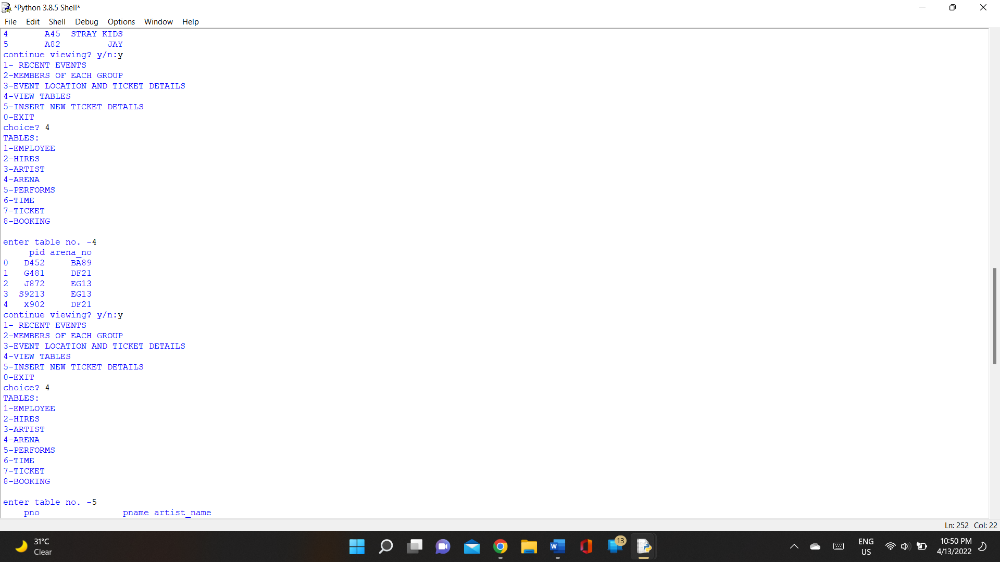 *Python 3.8.5 Shell*
File Edit Shell Debug Options Window Help
4       A45  STRAY KIDS
5       A82         JAY
continue viewing? y/n:y
1- RECENT EVENTS
2-MEMBERS OF EACH GROUP
3-EVENT LOCATION AND TICKET DETAILS
4-VIEW TABLES
5-INSERT NEW TICKET DETAILS
0-EXIT
choice? 4
TABLES:
1-EMPLOYEE
2-HIRES
3-ARTIST
4-ARENA
5-PERFORMS
6-TIME
7-TICKET
8-BOOKING
enter table no. -4
     pid arena_no
0   D452     BA89
1   G481     DF21
2   J872     EG13
3  S9213     EG13
4   X902     DF21
continue viewing? y/n:y
1- RECENT EVENTS
2-MEMBERS OF EACH GROUP
3-EVENT LOCATION AND TICKET DETAILS
4-VIEW TABLES
5-INSERT NEW TICKET DETAILS
0-EXIT
choice? 4
TABLES:
1-EMPLOYEE
2-HIRES
3-ARTIST
4-ARENA
5-PERFORMS
6-TIME
7-TICKET
8-BOOKING
enter table no. -5
    pno                pname artist_name
Ln: 252 Col: 22
31°C
Clear
W
13
ENG
US
10:50 PM
4/13/2022